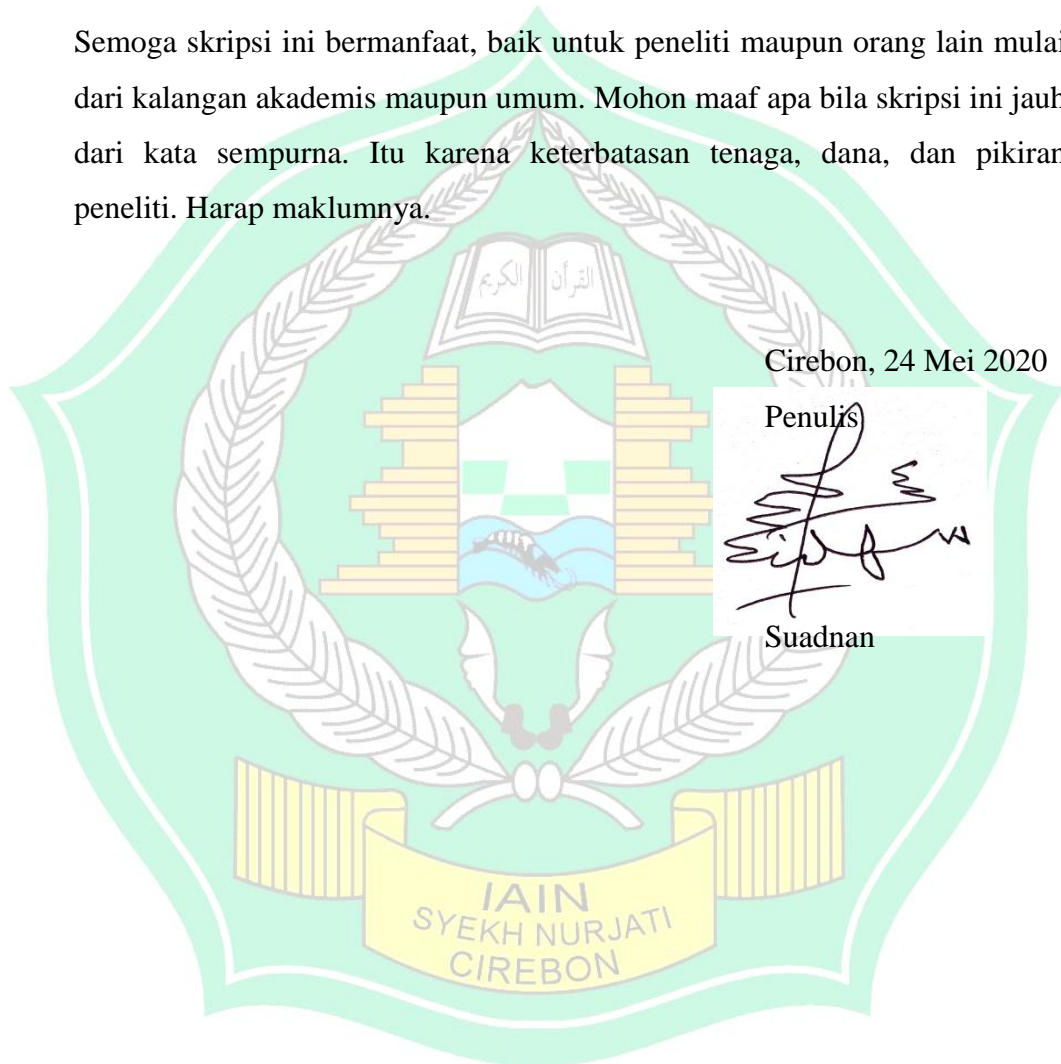 Semoga skripsi ini bermanfaat, baik untuk peneliti maupun orang lain mulai
dari kalangan akademis maupun umum. Mohon maaf apa bila skripsi ini jauh
dari kata sempurna. Itu karena keterbatasan tenaga, dana, dan pikiran
peneliti. Harap maklumnya.
القرأن الكريم
Cirebon, 24 Mei 2020
Penulis
Suadnan
IAIN
SYEKH NURJATI
CIREBON